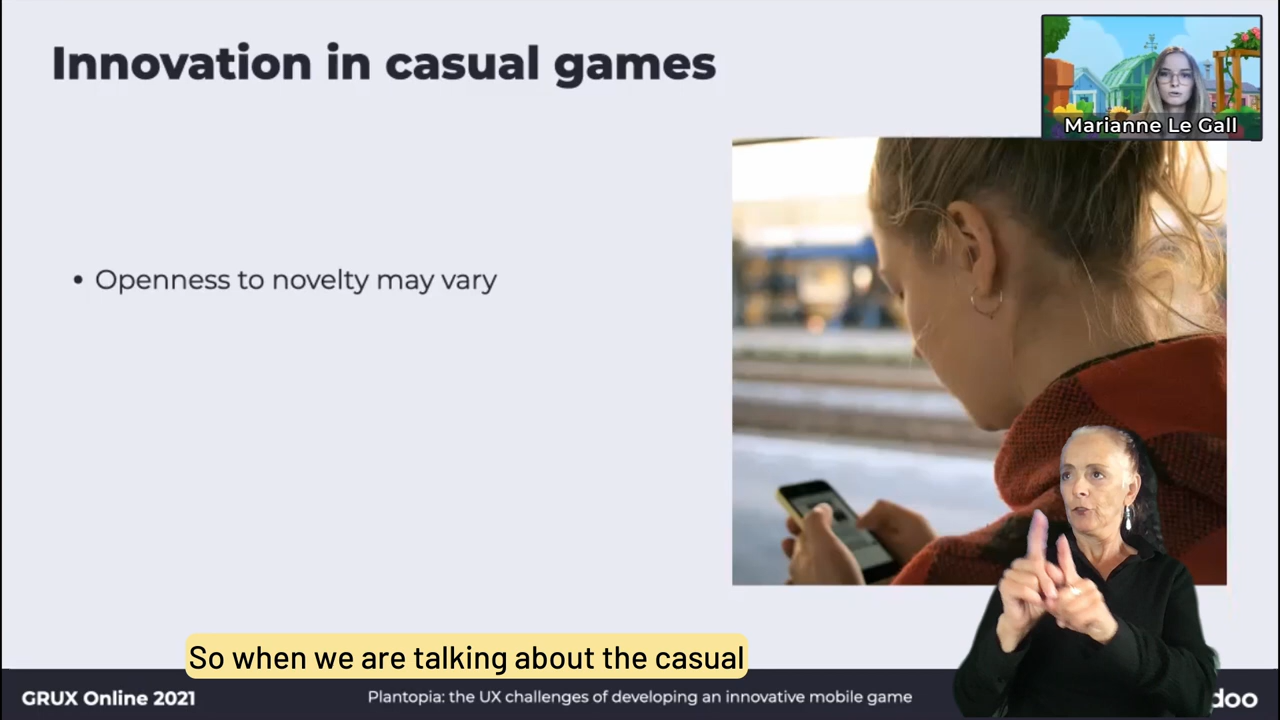 Innovation in casual games
Marianne Le Gall
• Openness to novelty may vary
So when we are talking about the casual
GRUX Online 2021
Plantopia: the UX challenges of developing an innovative mobile game
doo